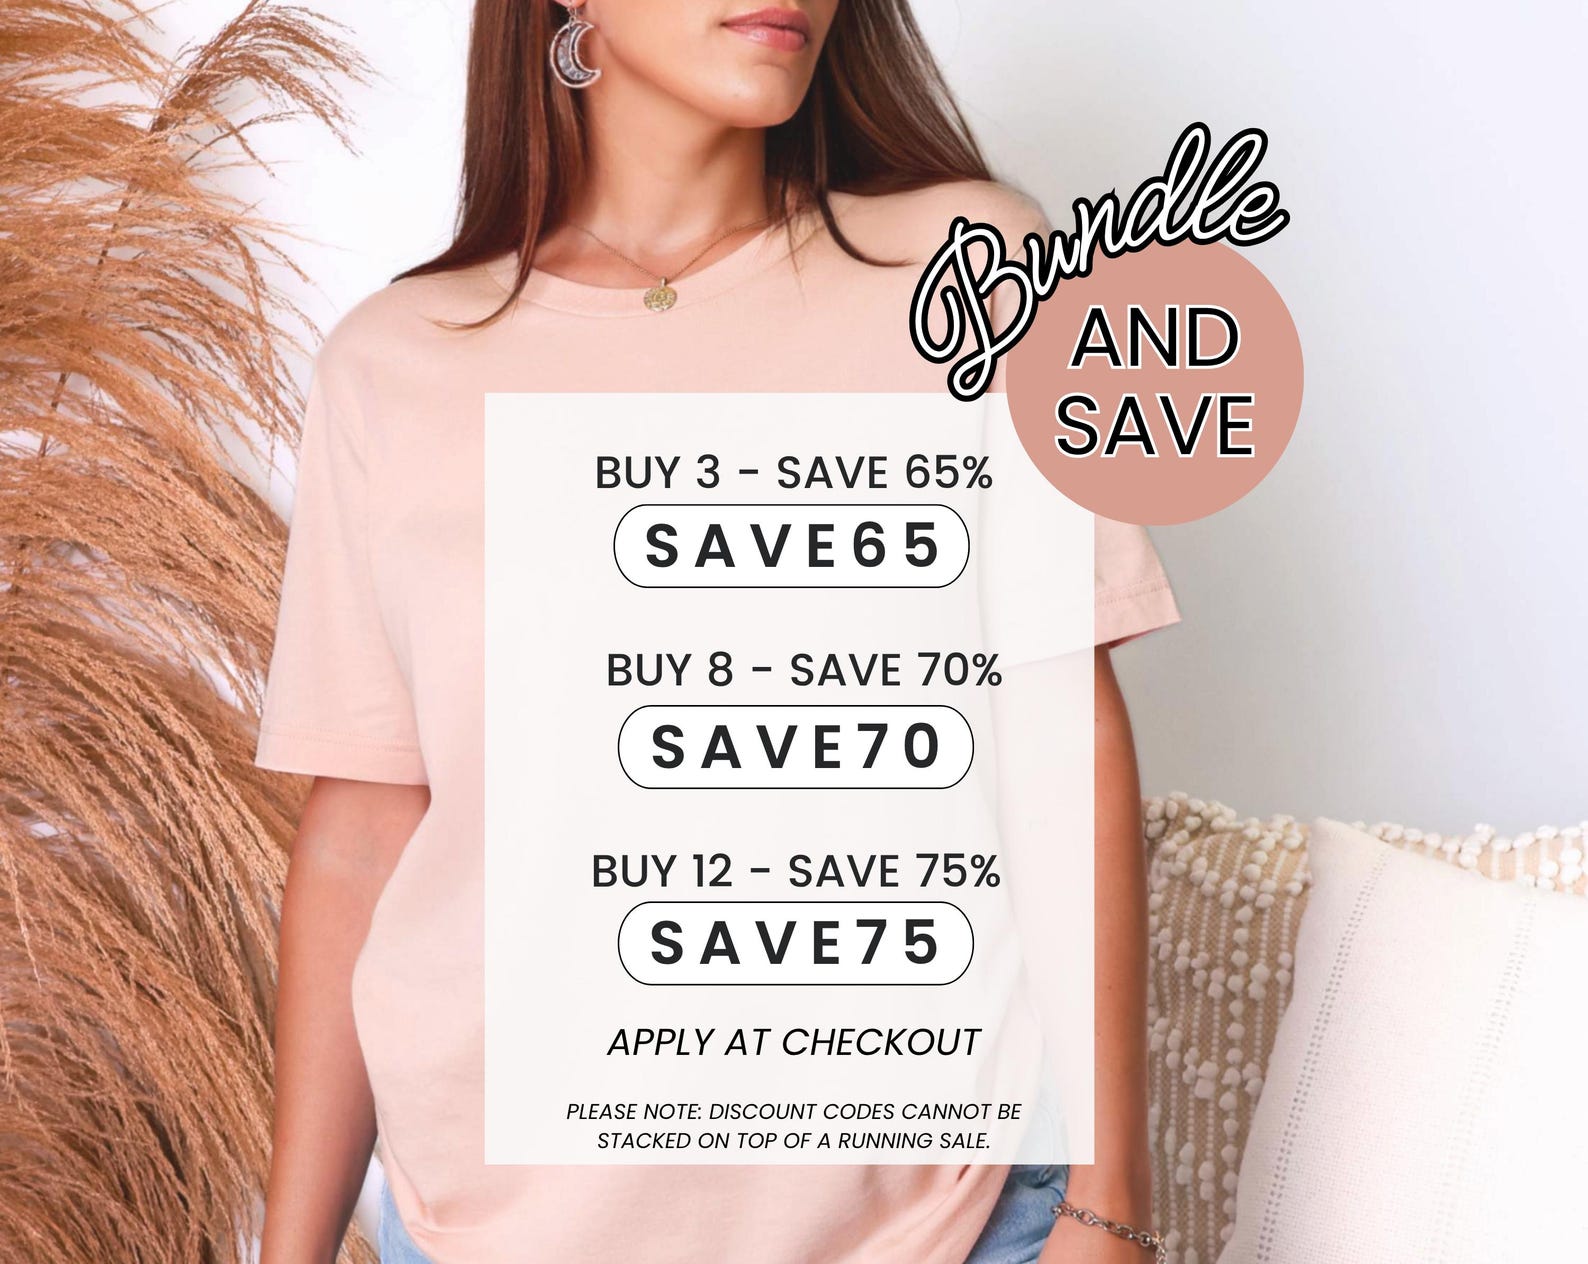 Bundle
AND
SAVE
BUY 3 - SAVE 65%
SAVE65
BUY 8 - SAVE 70%
SAVE70
BUY 12 - SAVE 75%
SAVE75
APPLY AT CHECKOUT
PLEASE NOTE: DISCOUNT CODES CANNOT BE
STACKED ON TOP OF A RUNNING SALE.